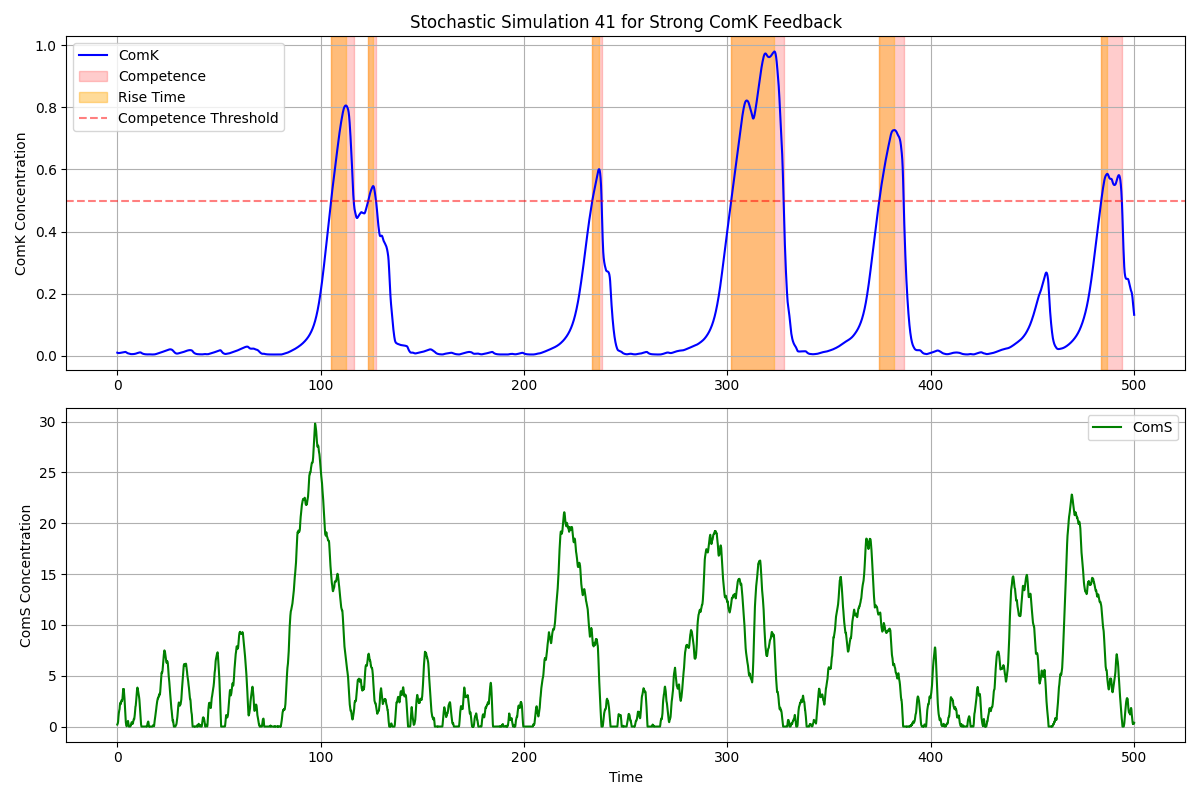 Stochastic Simulation 41 for Strong ComK Feedback
ComK Concentration
1.0
0.8
0.6
0.4
0.2
0.0
ComK
Competence
Rise Time
Competence Threshold
0 100 200 300 400 500
ComS Concentration
30
25
20
15
10
5
0
ComS
0 100 200 300 400 500
Time